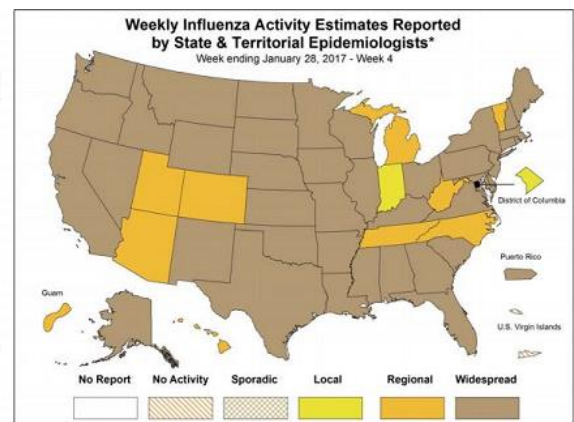 Weekly Influenza Activity Estimates Reported
by State & Territorial Epidemiologists*
Week ending January 28, 2017 - Week 4
District of Columbia
Puerto Rico
Guam
U.S. Virgin Islands
No Report No Activity Sporadic Local Regional Widespread